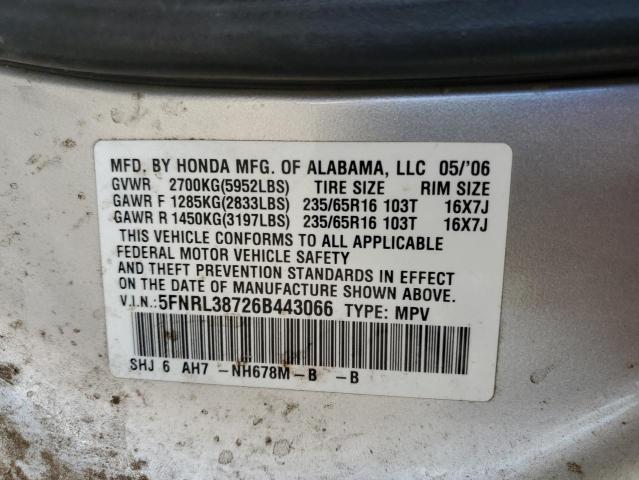 MFD. BY HONDA MFG. OF ALABAMA, LLC 05/'06
GVWR 2700KG(5952LBS) TIRE SIZE RIM SIZE
GAWR F 1285KG(2833LBS) 235/65R16 103T 16X7J
GAWR R 1450KG(3197LBS) 235/65R16 103T 16X7J
THIS VEHICLE CONFORMS TO ALL APPLICABLE
FEDERAL MOTOR VEHICLE SAFETY
AND THEFT PREVENTION STANDARDS IN EFFECT
ON THE DATE OF MANUFACTURE SHOWN ABOVE.
V.I.N.:5FNRL38726B443066 TYPE: MPV
SHJ 6 AH7 -NH678M-B -B